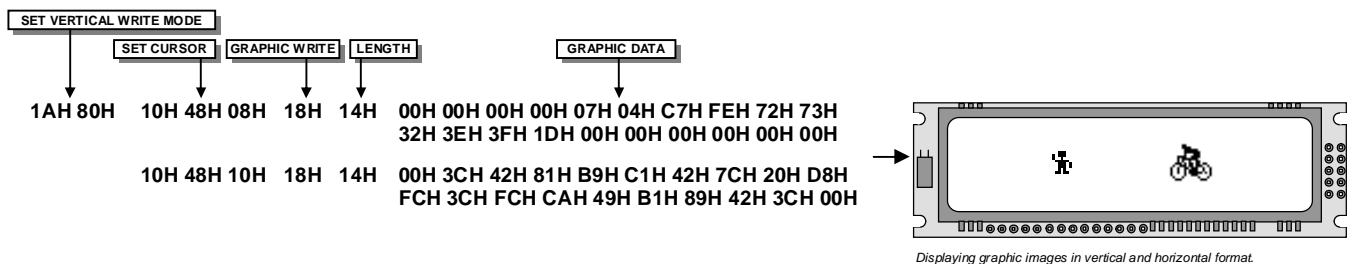 SET VERTICAL WRITE MODE
SET CURSOR GRAPHIC WRITE LENGTH GRAPHIC DATA
1AH 80H 10H 48H 08H 18H 14H 00H 00H 00H 00H 07H 04H C7H FEH 72H 73H
32H 3EH 3FH 1DH 00H 00H 00H 00H 00H 00H
10H 48H 10H 18H 14H 00H 3CH 42H 81H B9H C1H 42H 7CH 20H D8H
FCH 3CH FCH CAH 49H B1H 89H 42H 3CH 00H
Displaying graphic images in vertical and horizontal format.